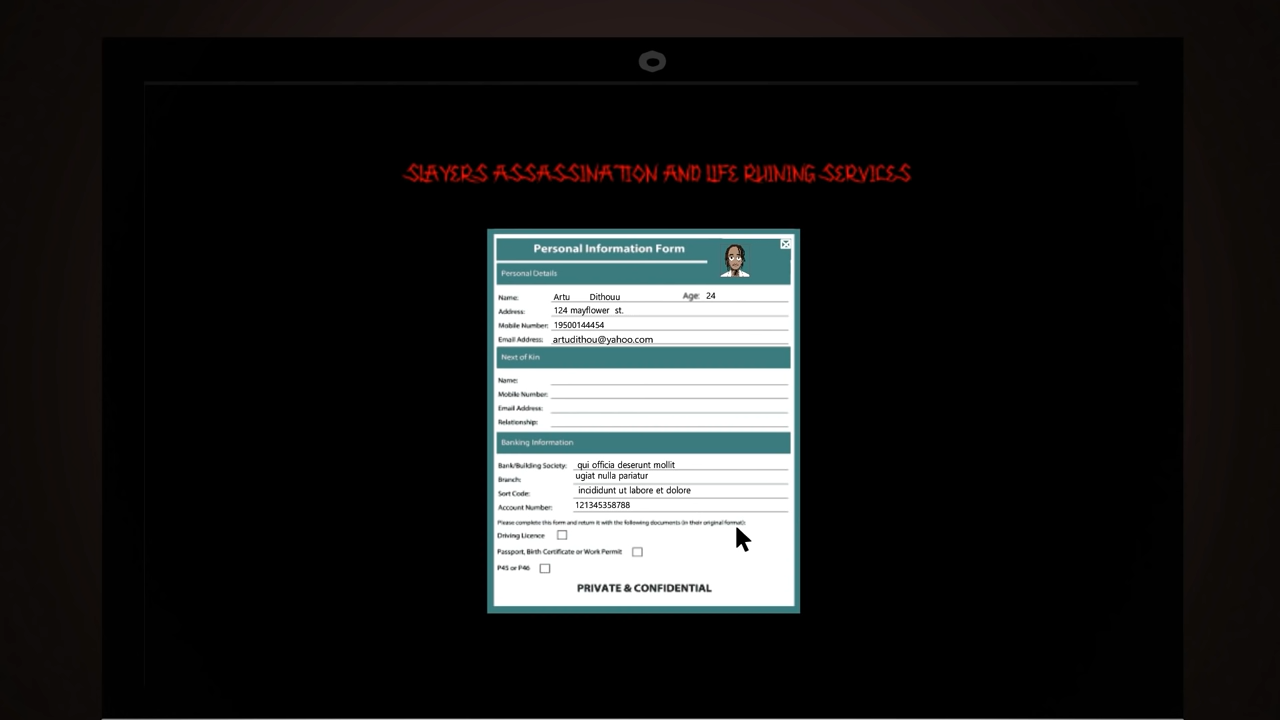 SLAYERS ASSASSINATION AND LIFE RUINING SERVICES
Personal Information Form
Personal Details
Name: Artu Dithouu Age: 24
Address: 124 mayflower st.
Mobile Number: 19500144454
Email Address: artudithou@yahoo.com
Next of Kin
Name:
Mobile Number:
Email Address:
Relationship:
Banking Information
Bank/Building Society: qui officia deserunt mollit
Branch: ugiat nulla pariatur
Sort Code: incididunt ut labore et dolore
Account Number: 121345358788
Please complete this form and return it with the following documents (in their original format):
Driving Licence
Passport, Birth Certificate or Work Permit
P45 or P46
PRIVATE & CONFIDENTIAL